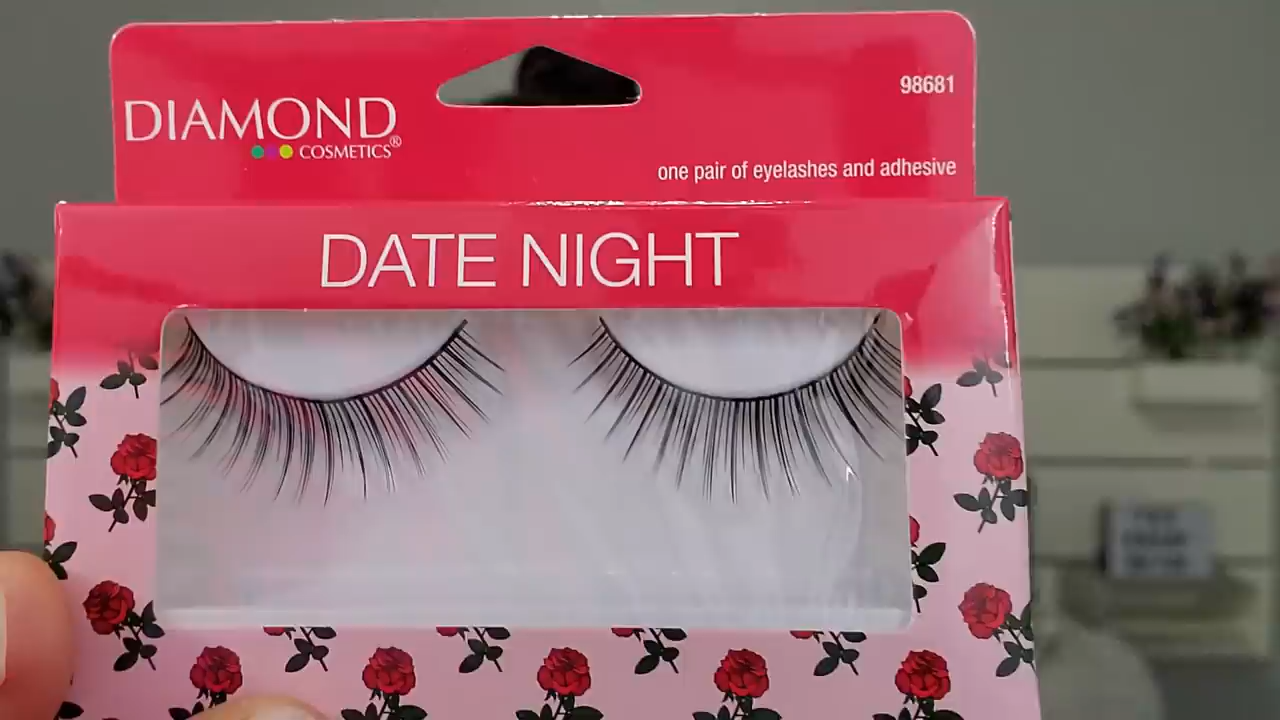 98681
DIAMOND
COSMETICS®
one pair of eyelashes and adhesive
DATE NIGHT